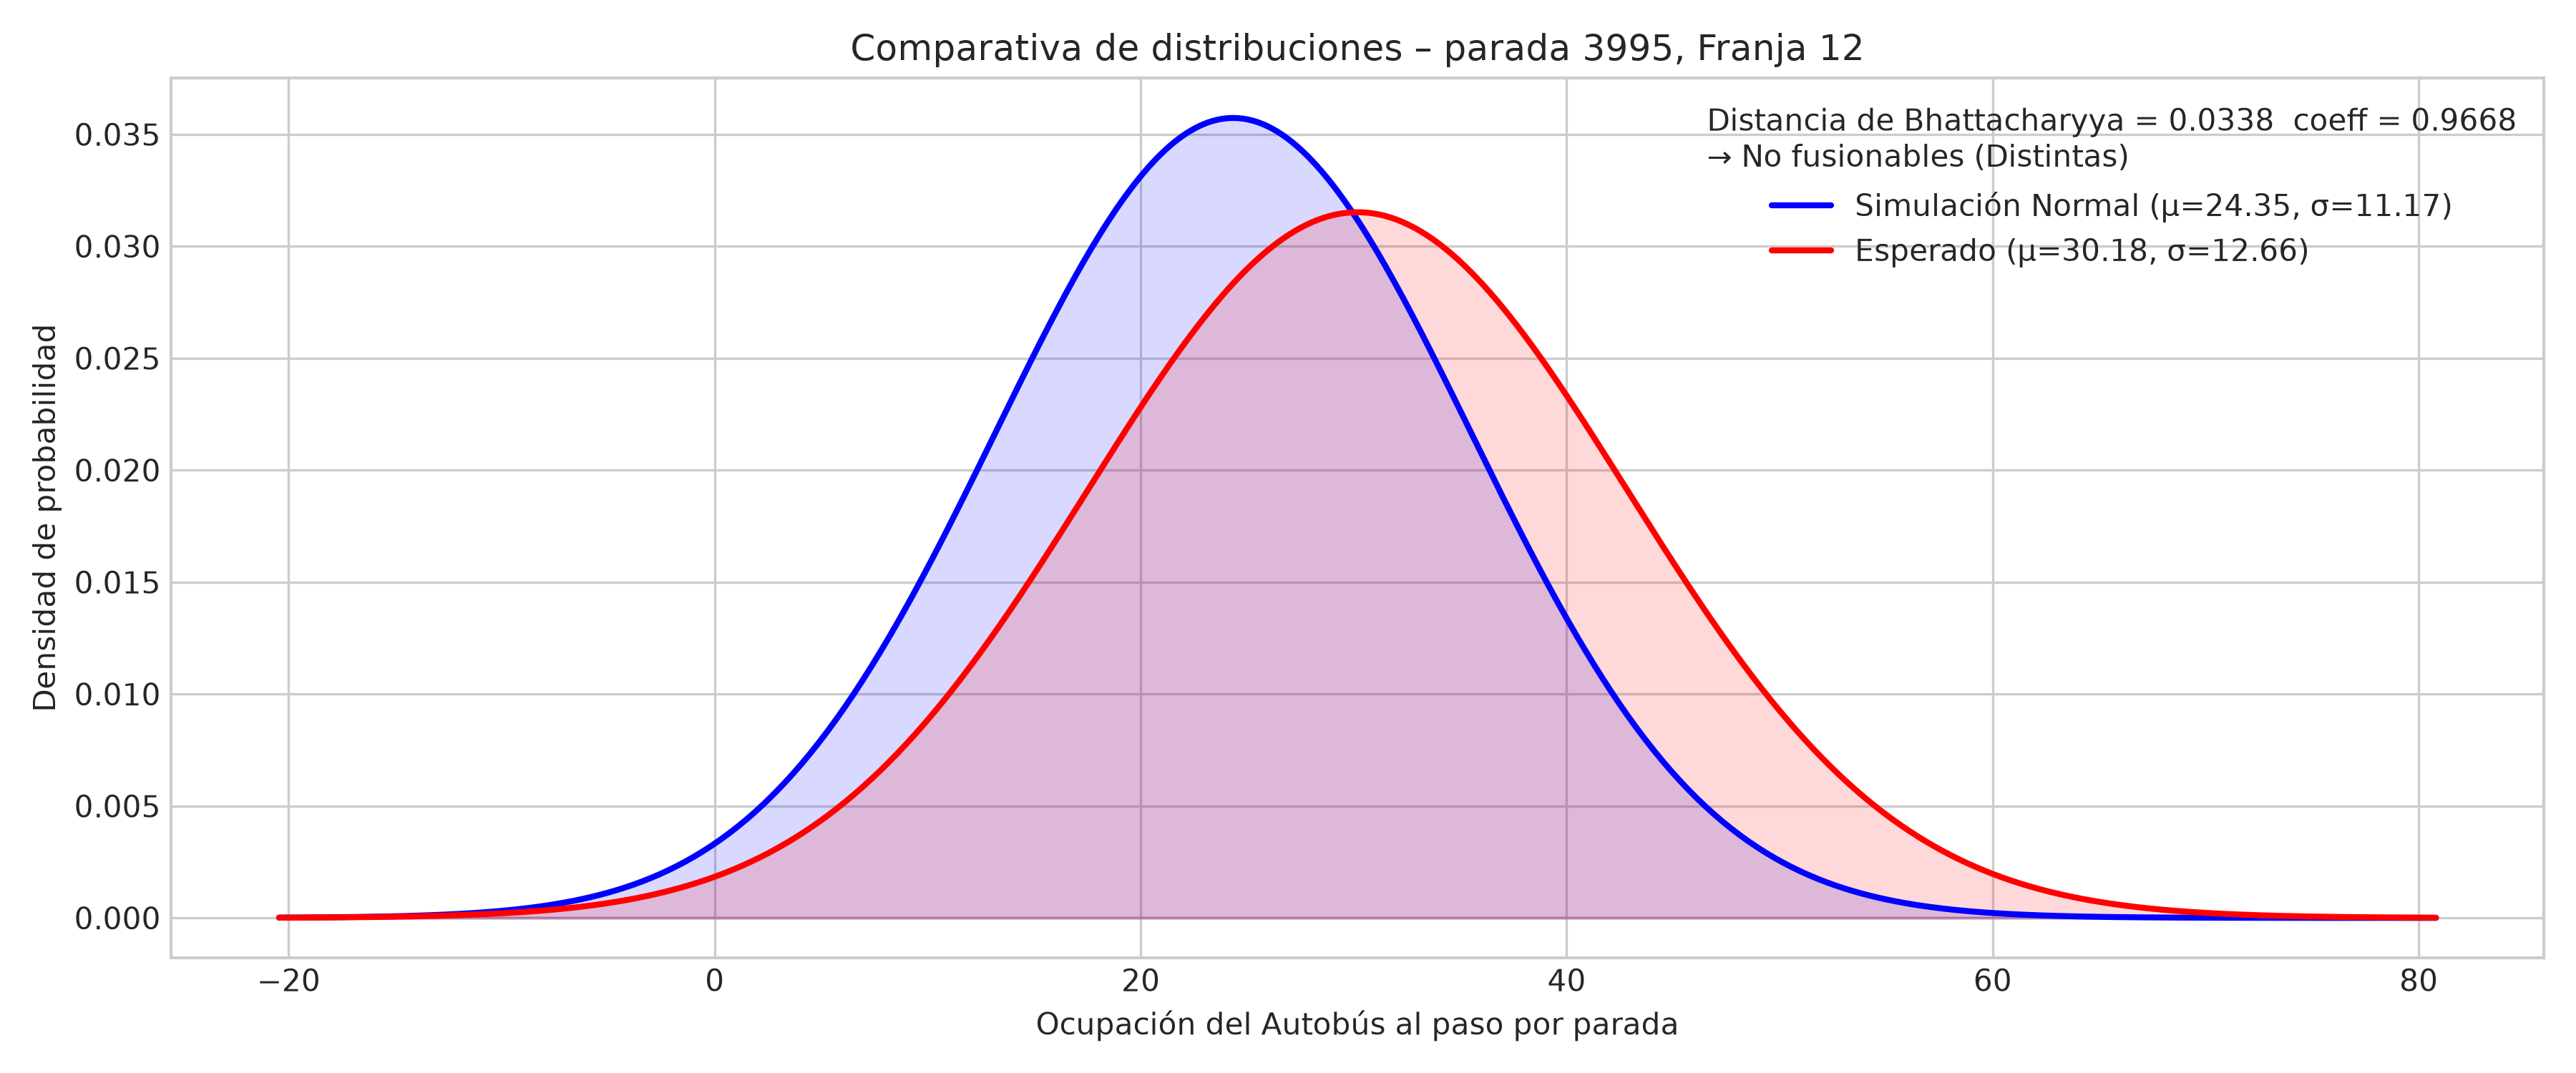 Comparativa de distribuciones – parada 3995, Franja 12
Distancia de Bhattacharyya = 0.0338  coeff = 0.9668
→ No fusionables (Distintas)
Simulación Normal (μ=24.35, σ=11.17)
Esperado (μ=30.18, σ=12.66)
Densidad de probabilidad
0.035
0.030
0.025
0.020
0.015
0.010
0.005
0.000
−20
0
20
40
60
80
Ocupación del Autobús al paso por parada